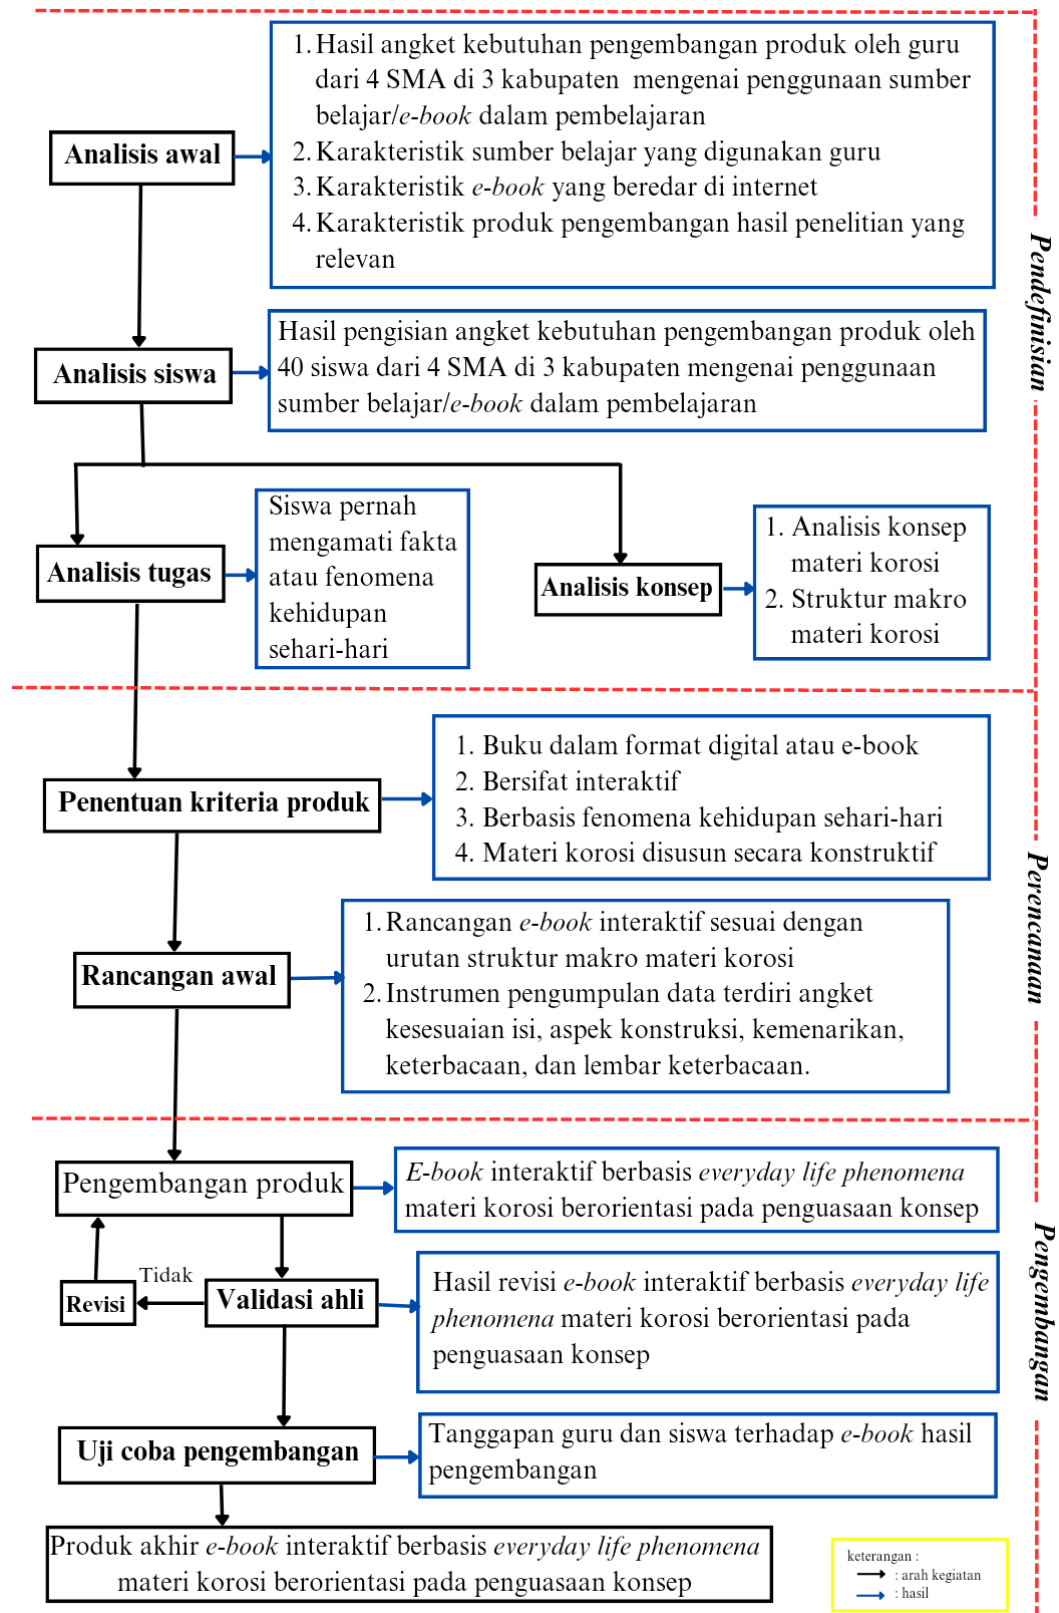 1. Hasil angket kebutuhan pengembangan produk oleh guru
dari 4 SMA di 3 kabupaten mengenai penggunaan sumber
belajar/e-book dalam pembelajaran
2. Karakteristik sumber belajar yang digunakan guru
3. Karakteristik e-book yang beredar di internet
4. Karakteristik produk pengembangan hasil penelitian yang
relevan
Analisis awal
Pendefinisian
Hasil pengisian angket kebutuhan pengembangan produk oleh
40 siswa dari 4 SMA di 3 kabupaten mengenai penggunaan
sumber belajar/e-book dalam pembelajaran
Analisis siswa
Siswa pernah
mengamati fakta
atau fenomena
kehidupan
sehari-hari
Analisis tugas
Analisis konsep
1. Analisis konsep
materi korosi
2. Struktur makro
materi korosi
1. Buku dalam format digital atau e-book
2. Bersifat interaktif
3. Berbasis fenomena kehidupan sehari-hari
4. Materi korosi disusun secara konstruktif
Penentuan kriteria produk
Perencanaan
1. Rancangan e-book interaktif sesuai dengan
urutan struktur makro materi korosi
2. Instrumen pengumpulan data terdiri angket
kesesuaian isi, aspek konstruksi, kemenarikan,
keterbacaan, dan lembar keterbacaan.
Rancangan awal
Pengembangan produk
E-book interaktif berbasis everyday life phenomena
materi korosi berorientasi pada penguasaan konsep
Pengembangan
Tidak
Revisi
Validasi ahli
Hasil revisi e-book interaktif berbasis everyday life
phenomena materi korosi berorientasi pada
penguasaan konsep
Uji coba pengembangan
Tanggapan guru dan siswa terhadap e-book hasil
pengembangan
Produk akhir e-book interaktif berbasis everyday life phenomena
materi korosi berorientasi pada penguasaan konsep
keterangan :
: arah kegiatan
: hasil